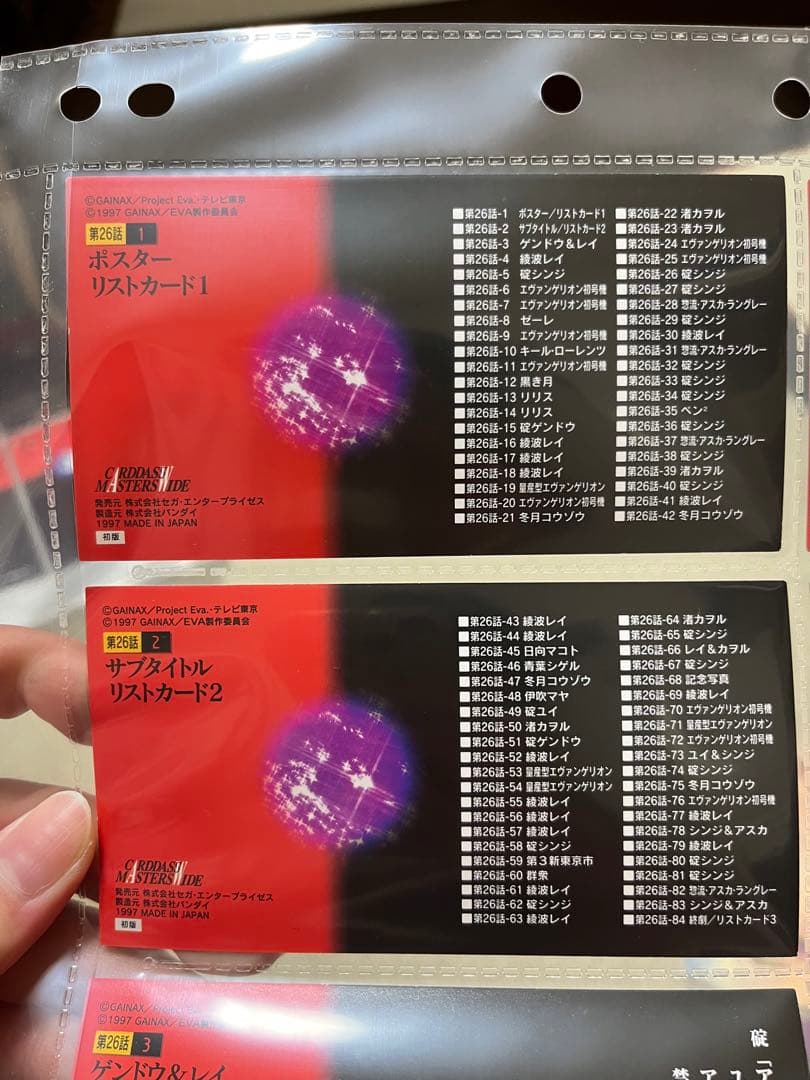 ©GAINAX／Project Eva.・テレビ東京
©1997 GAINAX／EVA製作委員会
第26話 1
ポスター
リストカード1
CARDDASS
MASTERS WIDE
発売元 株式会社セガ・エンタープライゼス
製造元 株式会社バンダイ
1997 MADE IN JAPAN
初版
第26話-1 ポスター／リストカード1
第26話-2 サブタイトル／リストカード2
第26話-3 ゲンドウ＆レイ
第26話-4 綾波レイ
第26話-5 碇シンジ
第26話-6 エヴァンゲリオン初号機
第26話-7 エヴァンゲリオン初号機
第26話-8 ゼーレ
第26話-9 エヴァンゲリオン初号機
第26話-10 キール・ローレンツ
第26話-11 エヴァンゲリオン初号機
第26話-12 黒き月
第26話-13 リリス
第26話-14 リリス
第26話-15 碇ゲンドウ
第26話-16 綾波レイ
第26話-17 綾波レイ
第26話-18 綾波レイ
第26話-19 量産型エヴァンゲリオン
第26話-20 エヴァンゲリオン初号機
第26話-21 冬月コウゾウ
第26話-22 渚カヲル
第26話-23 渚カヲル
第26話-24 エヴァンゲリオン初号機
第26話-25 エヴァンゲリオン初号機
第26話-26 碇シンジ
第26話-27 碇シンジ
第26話-28 惣流・アスカ・ラングレー
第26話-29 碇シンジ
第26話-30 綾波レイ
第26話-31 惣流・アスカ・ラングレー
第26話-32 碇シンジ
第26話-33 碇シンジ
第26話-34 碇シンジ
第26話-35 ペン²
第26話-36 碇シンジ
第26話-37 惣流・アスカ・ラングレー
第26話-38 碇シンジ
第26話-39 渚カヲル
第26話-40 碇シンジ
第26話-41 綾波レイ
第26話-42 冬月コウゾウ
©GAINAX／Project Eva.・テレビ東京
©1997 GAINAX／EVA製作委員会
第26話 2
サブタイトル
リストカード2
CARDDASS
MASTERS WIDE
発売元 株式会社セガ・エンタープライゼス
製造元 株式会社バンダイ
1997 MADE IN JAPAN
初版
第26話-43 綾波レイ
第26話-44 綾波レイ
第26話-45 日向マコト
第26話-46 青葉シゲル
第26話-47 冬月コウゾウ
第26話-48 伊吹マヤ
第26話-49 碇ユイ
第26話-50 渚カヲル
第26話-51 碇ゲンドウ
第26話-52 綾波レイ
第26話-53 量産型エヴァンゲリオン
第26話-54 量産型エヴァンゲリオン
第26話-55 綾波レイ
第26話-56 綾波レイ
第26話-57 綾波レイ
第26話-58 碇シンジ
第26話-59 第3新東京市
第26話-60 群衆
第26話-61 綾波レイ
第26話-62 碇シンジ
第26話-63 綾波レイ
第26話-64 渚カヲル
第26話-65 碇シンジ
第26話-66 レイ＆カヲル
第26話-67 碇シンジ
第26話-68 記念写真
第26話-69 綾波レイ
第26話-70 エヴァンゲリオン初号機
第26話-71 量産型エヴァンゲリオン
第26話-72 エヴァンゲリオン初号機
第26話-73 ユイ＆シンジ
第26話-74 碇シンジ
第26話-75 冬月コウゾウ
第26話-76 エヴァンゲリオン初号機
第26話-77 綾波レイ
第26話-78 シンジ＆アスカ
第26話-79 綾波レイ
第26話-80 碇シンジ
第26話-81 碇シンジ
第26話-82 惣流・アスカ・ラングレー
第26話-83 シンジ＆アスカ
第26話-84 終劇／リストカード3
©GAINAX／Project Eva.
©1997 GAINAX／EVA製作
第26話 3
ゲンドウ＆レイ
碇「